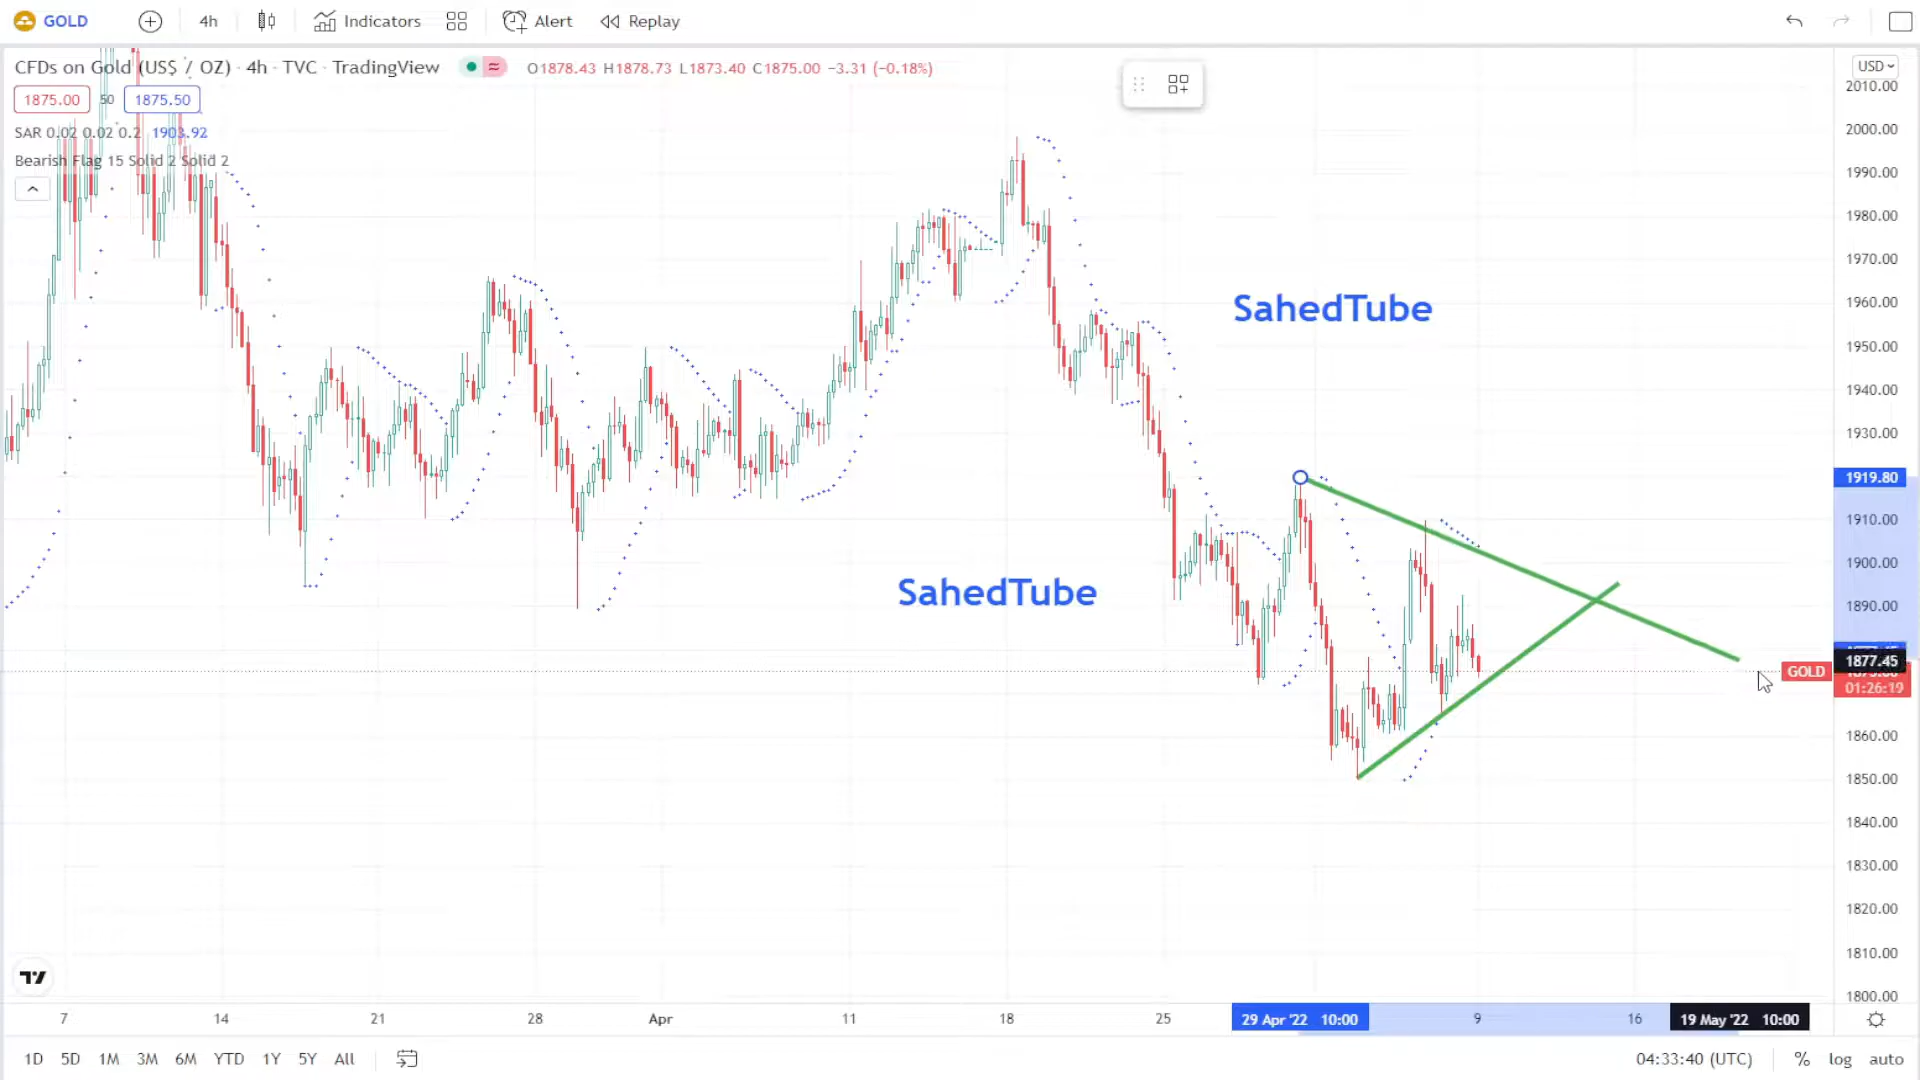 GOLD 4h Indicators Alert Replay
CFDs on Gold (US$ / OZ) · 4h · TVC · TradingView O1878.43 H1878.73 L1873.40 C1875.00 −3.31 (−0.18%)
USD
1875.00 50 1875.50
SAR 0.02 0.02 0.2 1903.92
Bearish Flag 15 Solid 2 Solid 2
2010.00
2000.00
1990.00
1980.00
1970.00
1960.00
SahedTube
1950.00
1940.00
1930.00
1919.80
1910.00
1900.00
SahedTube
1890.00
1877.45
GOLD
01:26:19
1860.00
1850.00
1840.00
1830.00
1820.00
1810.00
1800.00
7 14 21 28 Apr 11 18 25 29 Apr '22 10:00 9 16 19 May '22 10:00
1D 5D 1M 3M 6M YTD 1Y 5Y All 04:33:40 (UTC) % log auto